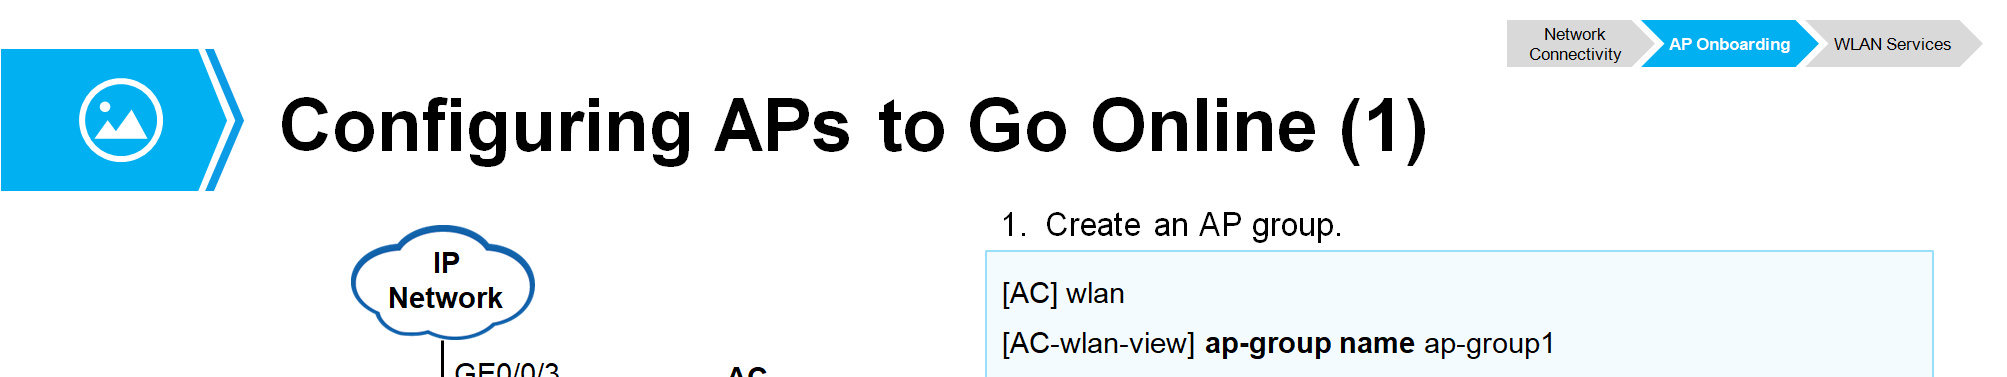 Network
Connectivity
AP Onboarding
WLAN Services
Configuring APs to Go Online (1)
1. Create an AP group.
IP
Network
[AC] wlan
[AC-wlan-view] ap-group name ap-group1
GE0/0/3
AC